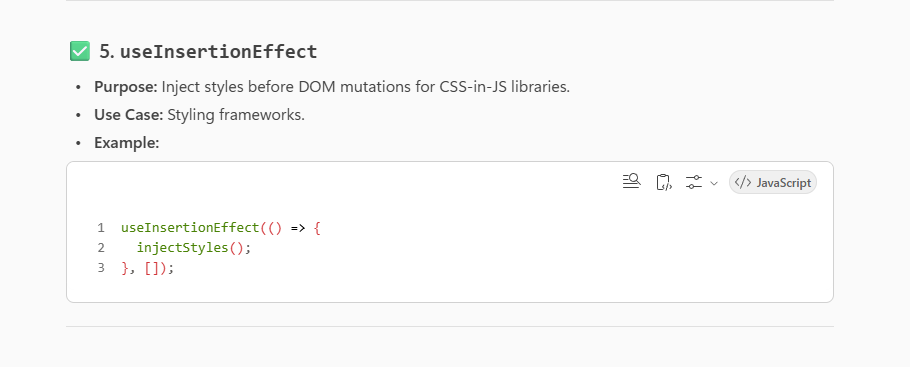 ✅ 5. useInsertionEffect
• Purpose: Inject styles before DOM mutations for CSS-in-JS libraries.
• Use Case: Styling frameworks.
• Example:
</> JavaScript
1 useInsertionEffect(() => {
2   injectStyles();
3 }, []);